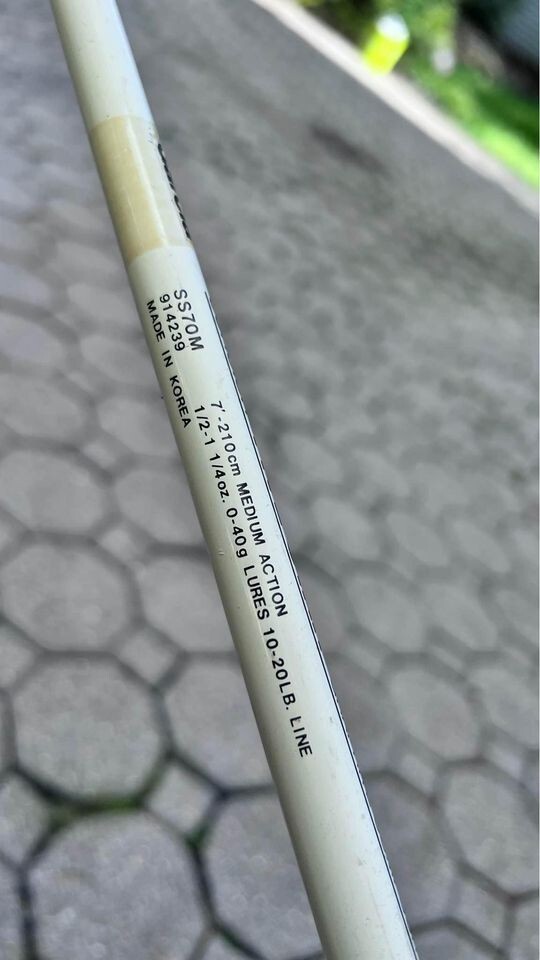 SS70M
914239
MADE IN KOREA
7'-210cm MEDIUM ACTION
1/2-1 1/4oz. 0-40g LURES 10-20LB. LINE